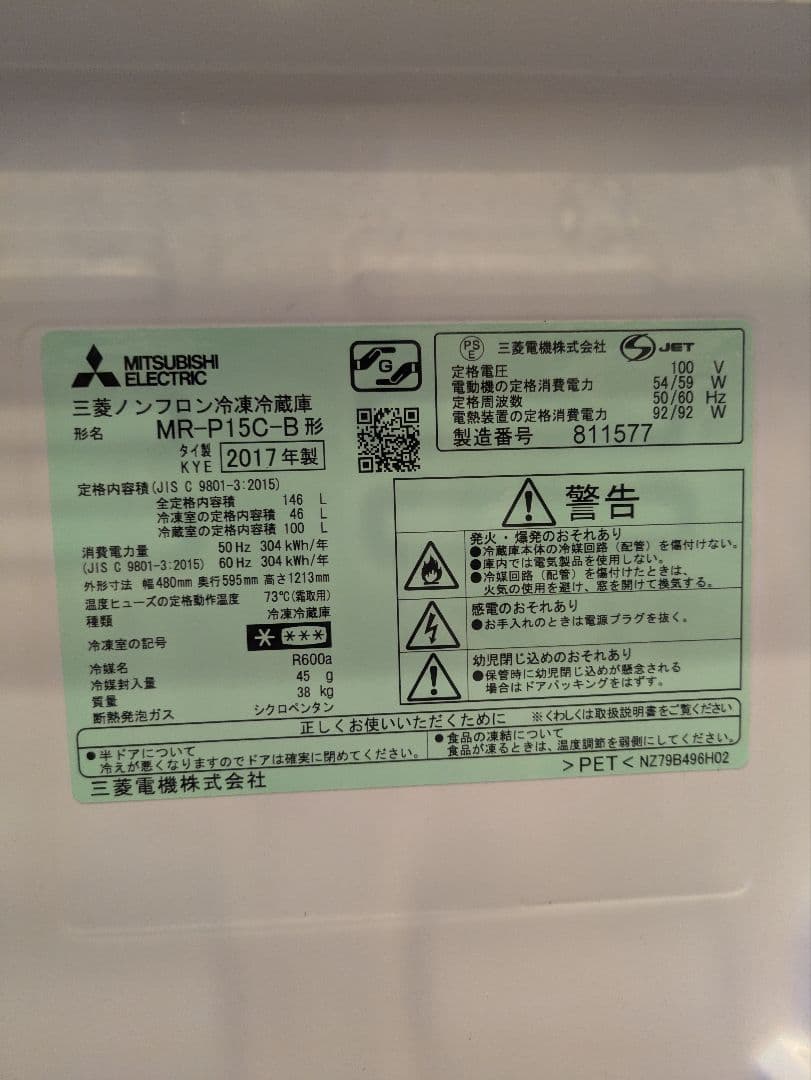 MITSUBISHI
ELECTRIC
三菱ノンフロン冷凍冷蔵庫
形名 MR-P15C-B形
タイ製
KYE 2017年製
定格内容積(JIS C 9801-3:2015)
全定格内容積 146 L
冷凍室の定格内容積 46 L
冷蔵室の定格内容積 100 L
消費電力量 50Hz 304kWh/年
(JIS C 9801-3:2015) 60Hz 304kWh/年
外形寸法 幅480mm 奥行595mm 高さ1213mm
温度ヒューズの定格動作温度 73℃(霜取用)
種類 冷凍冷蔵庫
冷凍室の記号 * ***
冷媒名 R600a
冷媒封入量 45 g
質量 38 kg
断熱発泡ガス シクロペンタン
G
PS
E 三菱電機株式会社 JET
定格電圧 100 V
電動機の定格消費電力 54/59 W
定格周波数 50/60 Hz
電熱装置の定格消費電力 92/92 W
製造番号 811577
警告
発火・爆発のおそれあり
●冷蔵庫本体の冷媒回路(配管)を傷付けない。
●庫内では電気製品を使用しない。
●冷媒回路(配管)を傷付けたときは、
火気の使用を避け、窓を開けて換気する。
感電のおそれあり
●お手入れのときは電源プラグを抜く。
幼児閉じ込めのおそれあり
●保管時に幼児閉じ込めが懸念される
場合はドアパッキングをはずす。
正しくお使いいただくために ※くわしくは取扱説明書をご覧ください
●半ドアについて
冷えが悪くなりますのでドアは確実に閉めてください。
●食品の凍結について
食品が凍るときは、温度調節を弱側にしてください。
三菱電機株式会社
>PET< NZ79B496H02